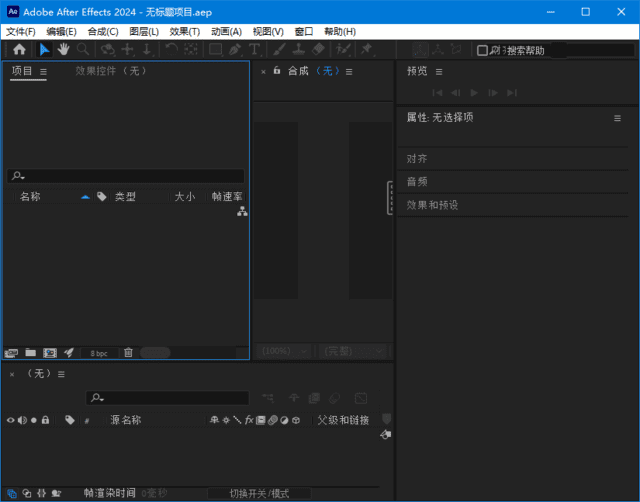 Ae Adobe After Effects 2024 - 无标题项目.aep
文件(F) 编辑(E) 合成(C) 图层(L) 效果(T) 动画(A) 视图(V) 窗口 帮助(H)
搜索帮助
项目 效果控件 (无)
合成 (无)
预览
属性: 无选择项
对齐
音频
效果和预设
名称 类型 大小 帧速率
8 bpc
(100%) (完整)
(无)
# 源名称 fx 父级和链接
帧渲染时间 0毫秒 切换开关/模式